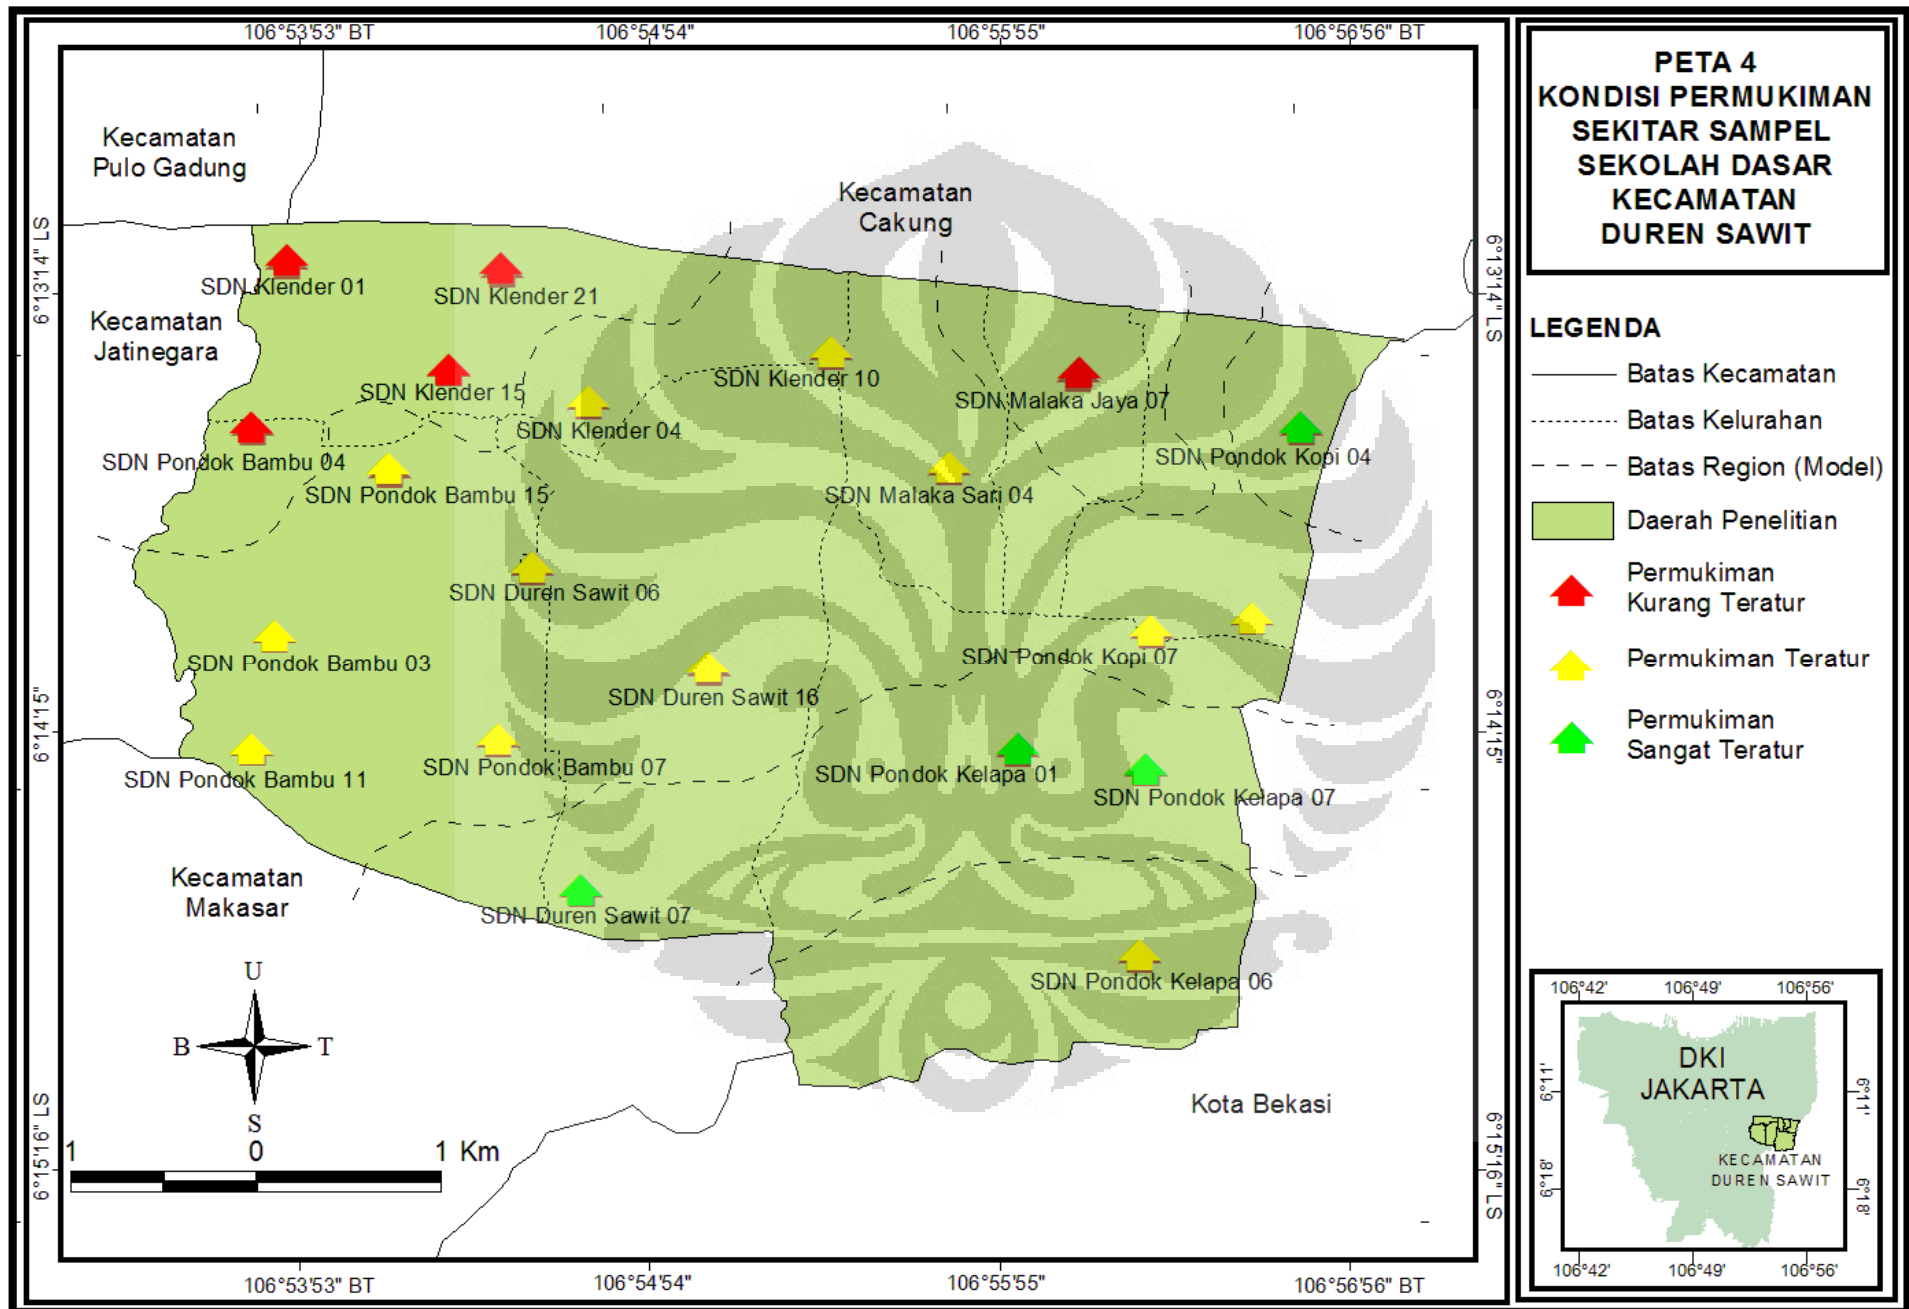 106°53'53" BT
106°54'54"
106°55'55"
106°56'56" BT
PETA 4
KONDISI PERMUKIMAN
SEKITAR SAMPEL
SEKOLAH DASAR
KECAMATAN
DUREN SAWIT
Kecamatan
Pulo Gadung
Kecamatan
Cakung
6°13'14" LS
6°13'14" LS
SDN Klender 01
SDN Klender 21
Kecamatan
Jatinegara
SDN Klender 15
SDN Klender 10
SDN Malaka Jaya 07
SDN Klender 04
SDN Pondok Bambu 04
SDN Pondok Kopi 04
SDN Pondok Bambu 15
SDN Malaka Sari 04
SDN Duren Sawit 06
SDN Pondok Bambu 03
SDN Pondok Kopi 07
SDN Duren Sawit 16
6°14'15"
6°14'15"
SDN Pondok Bambu 07
SDN Pondok Bambu 11
SDN Pondok Kelapa 01
SDN Pondok Kelapa 07
Kecamatan
Makasar
SDN Duren Sawit 07
SDN Pondok Kelapa 06
U
B
T
S
Kota Bekasi
1 0 1 Km
6°15'16" LS
6°15'16" LS
106°53'53" BT
106°54'54"
106°55'55"
106°56'56" BT
LEGENDA
Batas Kecamatan
Batas Kelurahan
Batas Region (Model)
Daerah Penelitian
Permukiman
Kurang Teratur
Permukiman Teratur
Permukiman
Sangat Teratur
106°42' 106°49' 106°56'
DKI
JAKARTA
6°11'
6°11'
KECAMATAN
DUREN SAWIT
6°18'
6°18'
106°42' 106°49' 106°56'